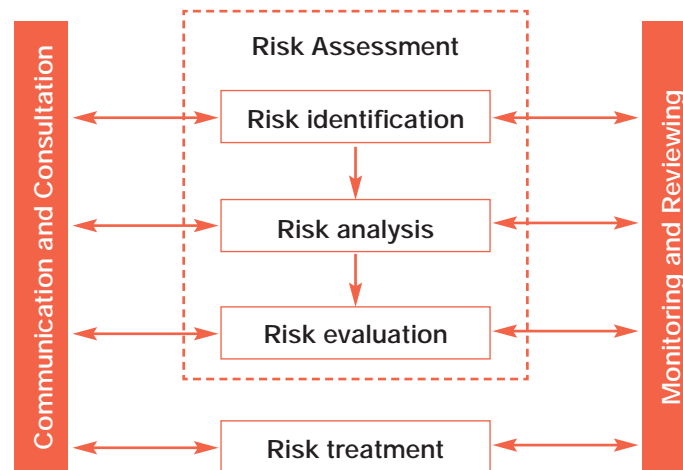 Communication and Consultation
Risk Assessment
Risk identification
Risk analysis
Risk evaluation
Risk treatment
Monitoring and Reviewing